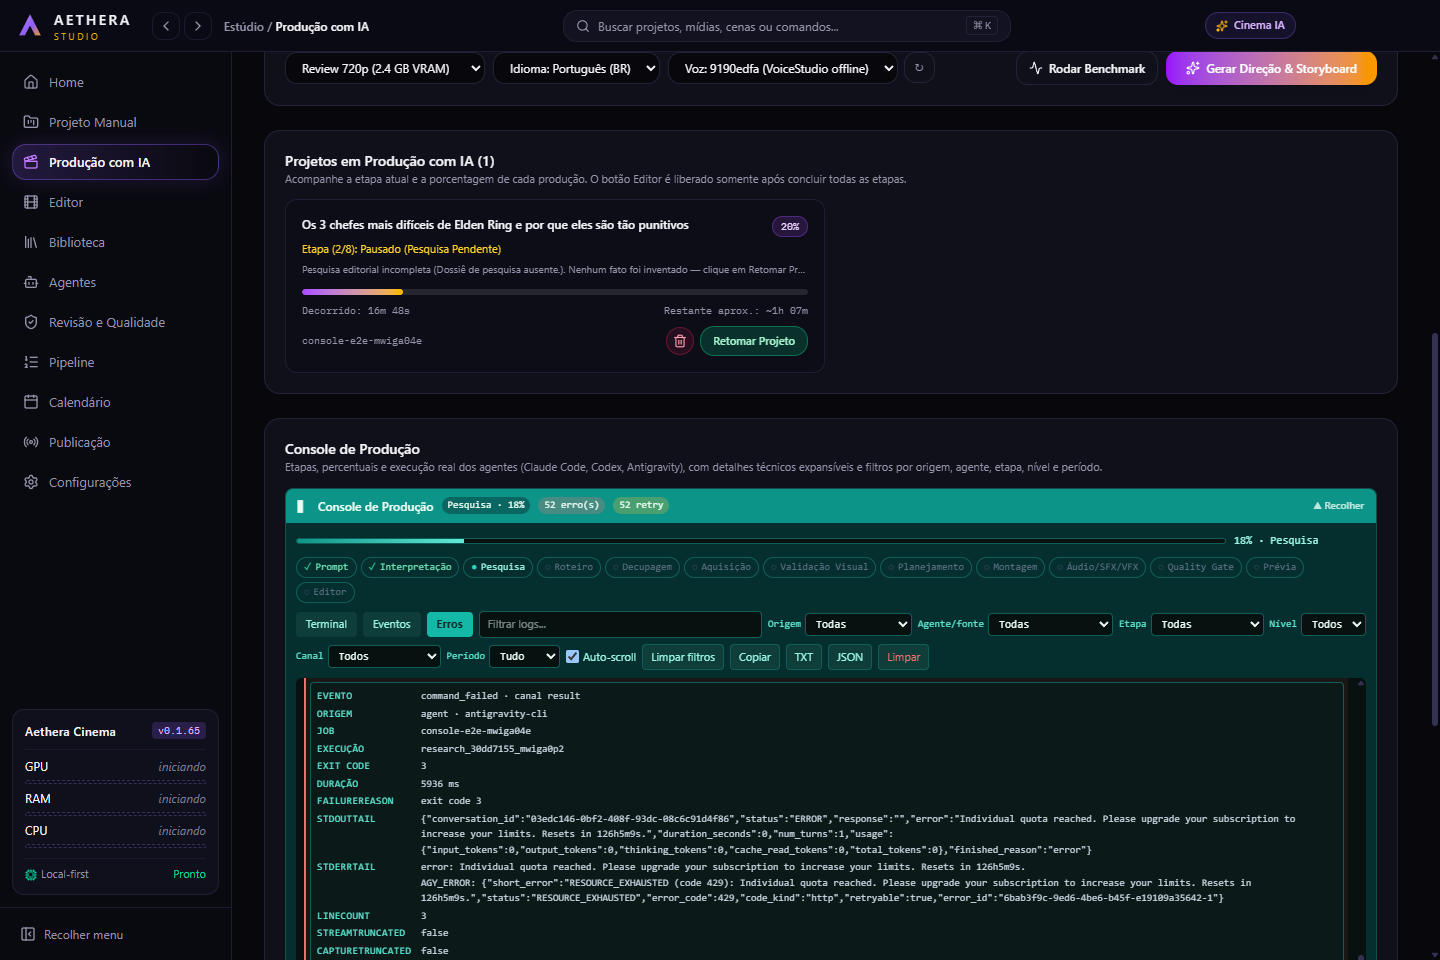 AETHERA
STUDIO
Estúdio / Produção com IA
Buscar projetos, mídias, cenas ou comandos...
⌘ K
Cinema IA
Home
Projeto Manual
Produção com IA
Editor
Biblioteca
Agentes
Revisão e Qualidade
Pipeline
Calendário
Publicação
Configurações
Aethera Cinema
v0.1.65
GPU iniciando
RAM iniciando
CPU iniciando
Local-first Pronto
Recolher menu
Review 720p (2.4 GB VRAM)
Idioma: Português (BR)
Voz: 9190edfa (VoiceStudio offline)
↻
Rodar Benchmark
Gerar Direção & Storyboard
Projetos em Produção com IA (1)
Acompanhe a etapa atual e a porcentagem de cada produção. O botão Editor é liberado somente após concluir todas as etapas.
Os 3 chefes mais difíceis de Elden Ring e por que eles são tão punitivos
20%
Etapa (2/8): Pausado (Pesquisa Pendente)
Pesquisa editorial incompleta (Dossiê de pesquisa ausente.). Nenhum fato foi inventado — clique em Retomar Pr...
Decorrido: 16m 48s Restante aprox.: ~1h 07m
console-e2e-mwiga04e
Retomar Projeto
Console de Produção
Etapas, percentuais e execução real dos agentes (Claude Code, Codex, Antigravity), com detalhes técnicos expansíveis e filtros por origem, agente, etapa, nível e período.
Console de Produção Pesquisa · 18% 52 erro(s) 52 retry ▲ Recolher
18% · Pesquisa
✓ Prompt ✓ Interpretação ● Pesquisa ○ Roteiro ○ Decupagem ○ Aquisição ○ Validação Visual ○ Planejamento ○ Montagem ○ Áudio/SFX/VFX ○ Quality Gate ○ Prévia
○ Editor
Terminal Eventos Erros Filtrar logs... Origem Todas Agente/fonte Todas Etapa Todas Nível Todos
Canal Todos Período Tudo Auto-scroll Limpar filtros Copiar TXT JSON Limpar
EVENTO command_failed · canal result
ORIGEM agent · antigravity-cli
JOB console-e2e-mwiga04e
EXECUÇÃO research_30dd7155_mwiga0p2
EXIT CODE 3
DURAÇÃO 5936 ms
FAILUREREASON exit code 3
STDOUTTAIL {"conversation_id":"03edc146-0bf2-408f-93dc-08c6c91d4f86","status":"ERROR","response":"","error":"Individual quota reached. Please upgrade your subscription to
increase your limits. Resets in 126h5m9s.","duration_seconds":0,"num_turns":1,"usage":
{"input_tokens":0,"output_tokens":0,"thinking_tokens":0,"cache_read_tokens":0,"total_tokens":0},"finished_reason":"error"}
STDERRTAIL error: Individual quota reached. Please upgrade your subscription to increase your limits. Resets in 126h5m9s.
AGY_ERROR: {"short_error":"RESOURCE_EXHAUSTED (code 429): Individual quota reached. Please upgrade your subscription to increase your limits. Resets in
126h5m9s.","status":"RESOURCE_EXHAUSTED","error_code":429,"code_kind":"http","retryable":true,"error_id":"6bab3f9c-9ed6-4be6-b45f-e19109a35642-1"}
LINECOUNT 3
STREAMTRUNCATED false
CAPTURETRUNCATED false